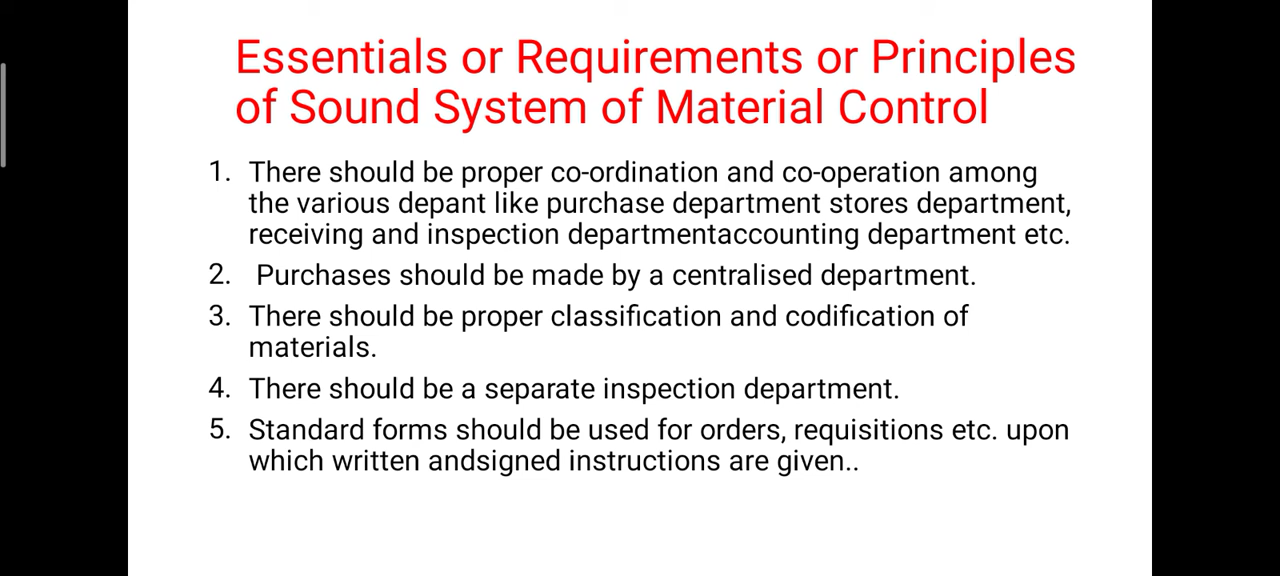 Essentials or Requirements or Principles
of Sound System of Material Control
1. There should be proper co-ordination and co-operation among
the various depant like purchase department stores department,
receiving and inspection departmentaccounting department etc.
2. Purchases should be made by a centralised department.
3. There should be proper classification and codification of
materials.
4. There should be a separate inspection department.
5. Standard forms should be used for orders, requisitions etc. upon
which written andsigned instructions are given..